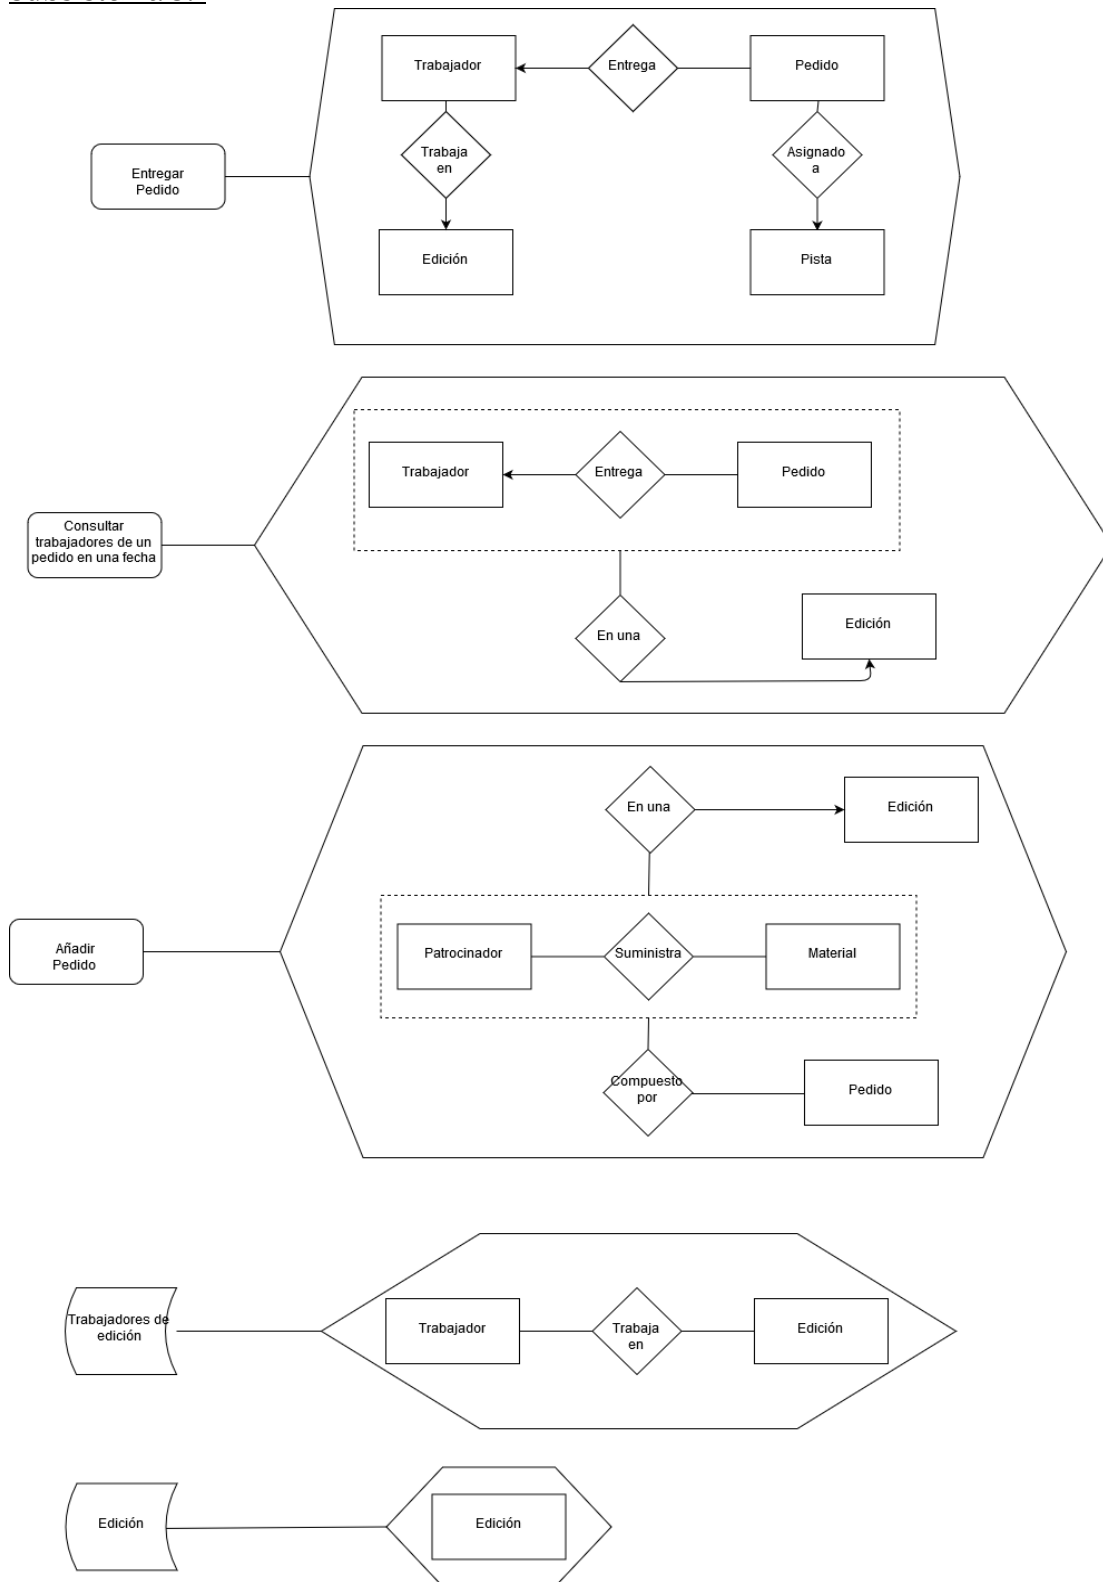 Trabajador
Entrega
Pedido
Trabaja
en
Asignado
a
Entregar
Pedido
Edición
Pista
Trabajador
Entrega
Pedido
Consultar
trabajadores de un
pedido en una fecha
En una
Edición
En una
Edición
Patrocinador
Suministra
Material
Añadir
Pedido
Compuesto
por
Pedido
Trabajadores de
edición
Trabajador
Trabaja
en
Edición
Edición
Edición